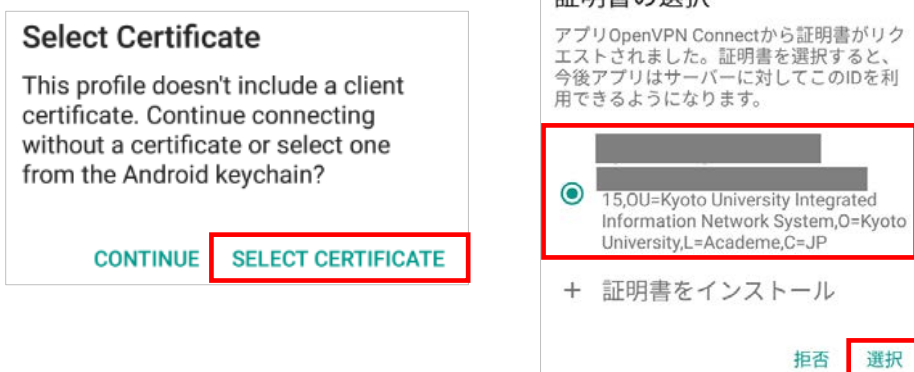 Select Certificate
This profile doesn't include a client
certificate. Continue connecting
without a certificate or select one
from the Android keychain?
CONTINUE SELECT CERTIFICATE
証明書の選択
アプリOpenVPN Connectから証明書がリク
エストされました。証明書を選択すると、
今後アプリはサーバーに対してこのIDを利
用できるようになります。
15,OU=Kyoto University Integrated
Information Network System,O=Kyoto
University,L=Academe,C=JP
+ 証明書をインストール
拒否 選択